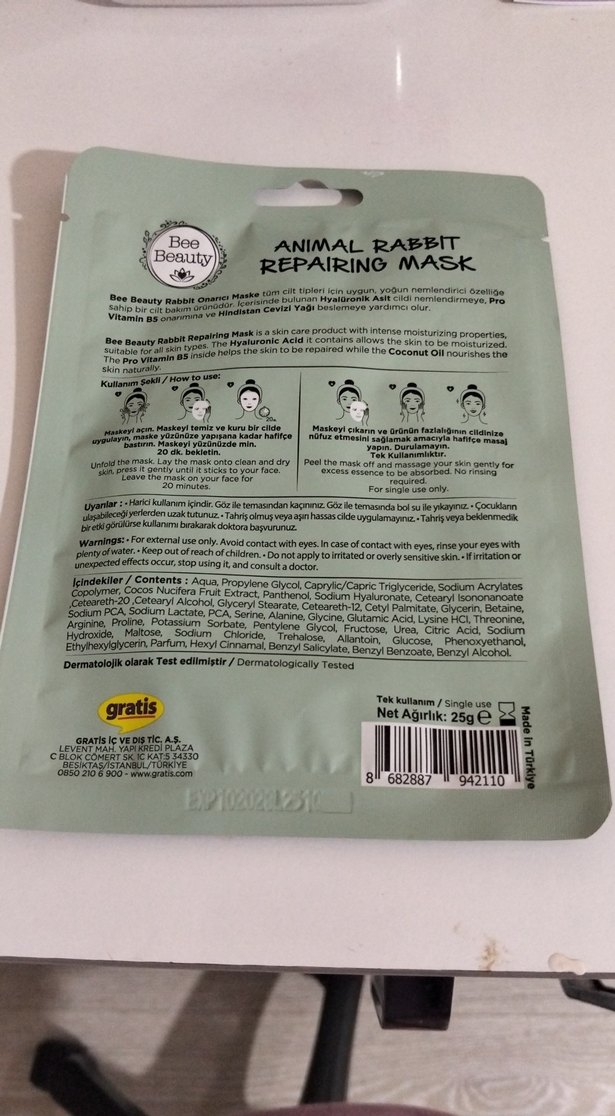 Bee
Beauty
ANIMAL RABBIT
REPAIRING MASK
Bee Beauty Rabbit Onarıcı Maske tüm cilt tipleri için uygun, yoğun nemlendirici özelliğe
sahip bir cilt bakım ürünüdür. İçerisinde bulunan Hyalüronik Asit cildi nemlendirmeye, Pro
Vitamin B5 onarımına ve Hindistan Cevizi Yağı beslemeye yardımcı olur.
Bee Beauty Rabbit Repairing Mask is a skin care product with intense moisturizing properties,
suitable for all skin types. The Hyaluronic Acid it contains allows the skin to be moisturized.
The Pro Vitamin B5 inside helps the skin to be repaired while the Coconut Oil nourishes the
skin naturally.
Kullanım Şekli / How to use:
Maskeyi açın. Maskeyi temiz ve kuru bir cilde
uygulayın, maske yüzünüze yapışana kadar hafifçe
bastırın. Maskeyi yüzünüzde min.
20 dk. bekletin.
Unfold the mask. Lay the mask onto clean and dry
skin, press it gently until it sticks to your face.
Leave the mask on your face for
20 minutes.
Maskeyi çıkarın ve ürünün fazlalığının cildinize
nüfuz etmesini sağlamak amacıyla hafifçe masaj
yapın. Durulamayın.
Tek Kullanımlıktır.
Peel the mask off and massage your skin gently for
excess essence to be absorbed. No rinsing
required.
For single use only.
Uyarılar : • Harici kullanım içindir. Göz ile temasından kaçınınız. Göz ile temasında bol su ile yıkayınız. • Çocukların
ulaşabileceği yerlerden uzak tutunuz. • Tahriş olmuş veya aşırı hassas cilde uygulamayınız. • Tahriş veya beklenmedik
bir etki görülürse kullanımı bırakarak doktora başvurunuz.
Warnings: • For external use only. Avoid contact with eyes. In case of contact with eyes, rinse your eyes with
plenty of water. • Keep out of reach of children. • Do not apply to irritated or overly sensitive skin. • If irritation or
unexpected effects occur, stop using it, and consult a doctor.
İçindekiler / Contents : Aqua, Propylene Glycol, Caprylic/Capric Triglyceride, Sodium Acrylates
Copolymer, Cocos Nucifera Fruit Extract, Panthenol, Sodium Hyaluronate, Cetearyl Isononanoate
,Ceteareth-20 ,Cetearyl Alcohol, Glyceryl Stearate, Ceteareth-12, Cetyl Palmitate, Glycerin, Betaine,
Sodium PCA, Sodium Lactate, PCA, Serine, Alanine, Glycine, Glutamic Acid, Lysine HCl, Threonine,
Arginine, Proline, Potassium Sorbate, Pentylene Glycol, Fructose, Urea, Citric Acid, Sodium
Hydroxide, Maltose, Sodium Chloride, Trehalose, Allantoin, Glucose, Phenoxyethanol,
Ethylhexylglycerin, Parfum, Hexyl Cinnamal, Benzyl Salicylate, Benzyl Benzoate, Benzyl Alcohol.
Dermatolojik olarak Test edilmiştir / Dermatologically Tested
gratis
GRATİS İÇ VE DIŞ TİC. A.Ş.
LEVENT MAH. YAPI KREDİ PLAZA
C BLOK CÖMERT SK. 1C KAT:5 34330
BEŞİKTAŞ/İSTANBUL/TÜRKİYE
0850 210 6 900 - www.gratis.com
Tek kullanım / Single use
Net Ağırlık: 25g e
Made in Türkiye
8 682887 942110